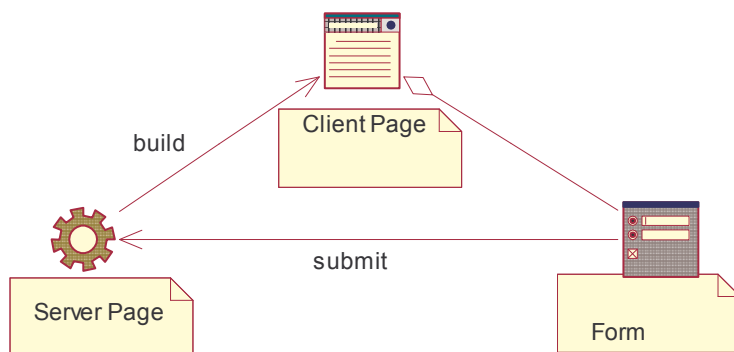 Client Page
build
submit
Server Page
Form